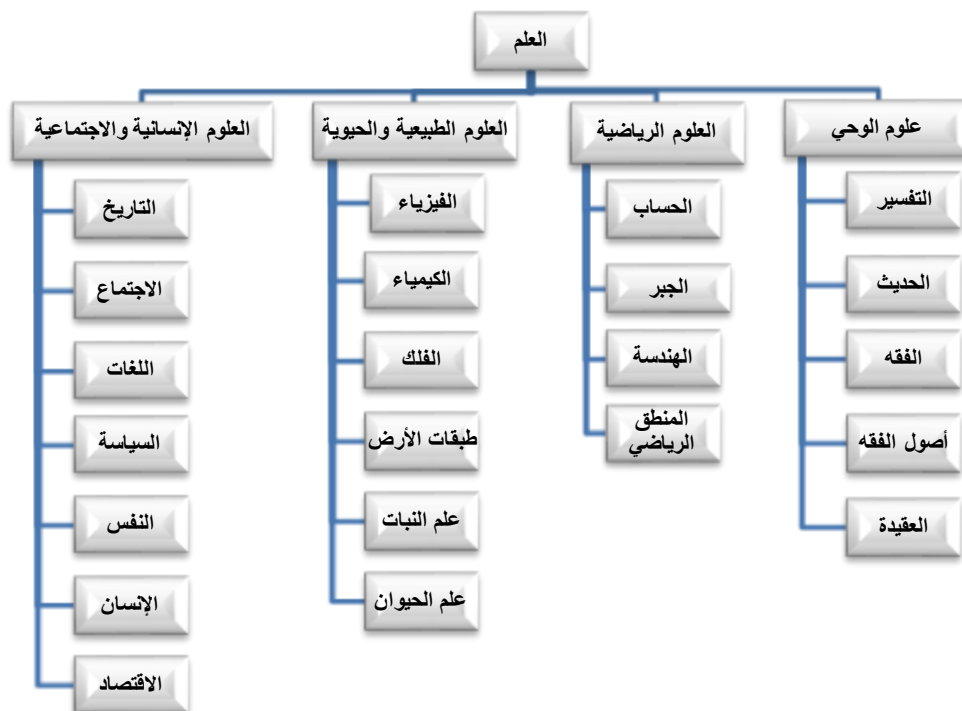 العلم
علوم الوحي
التفسير
الحديث
الفقه
أصول الفقه
العقيدة
العلوم الرياضية
الحساب
الجبر
الهندسة
المنطق
الرياضي
العلوم الطبيعية والحيوية
الفيزياء
الكيمياء
الفلك
طبقات الأرض
علم النبات
علم الحيوان
العلوم الإنسانية والاجتماعية
التاريخ
الاجتماع
اللغات
السياسة
النفس
الإنسان
الاقتصاد